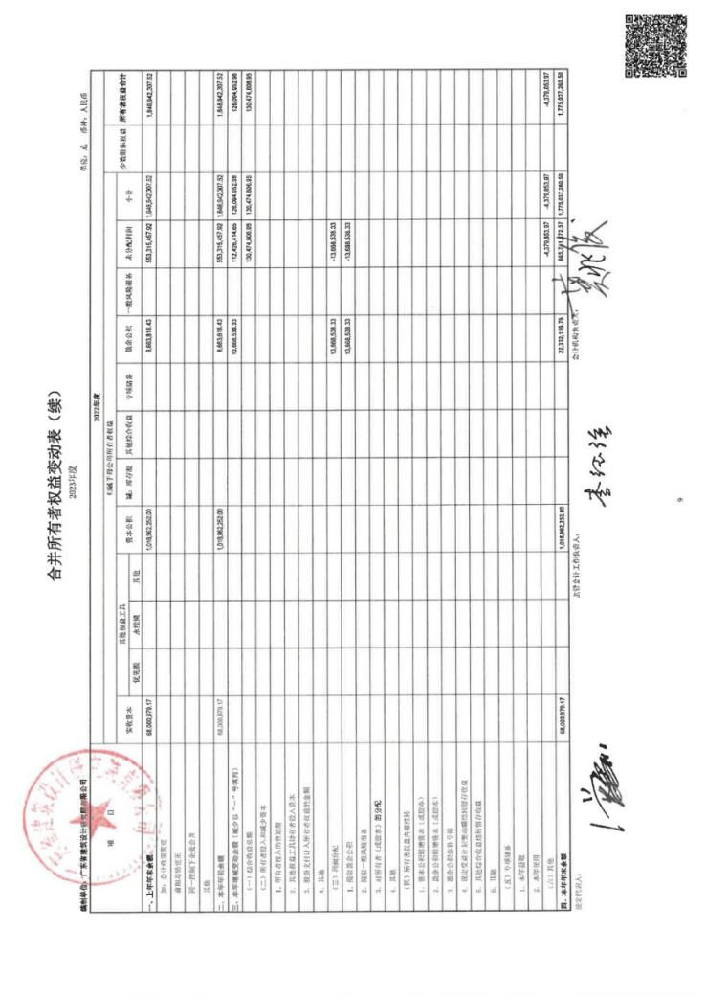 合并所有者权益变动表（续）
2023年度
编制单位：广东省建筑设计研究院有限公司 单位：元 币种：人民币
项 目 2022年度
归属于母公司所有者权益 少数股东权益 所有者权益合计
实收资本 其他权益工具 资本公积 减：库存股 其他综合收益 专项储备 盈余公积 一般风险准备 未分配利润 小计
优先股 永续债 其他
一、上年年末余额 68,000,979.17 1,018,962,252.00 8,663,618.43 553,315,457.92 1,648,942,307.52 1,648,942,307.52
加：会计政策变更
前期差错更正
同一控制下企业合并
其他
二、本年年初余额 68,000,979.17 1,018,962,252.00 8,663,618.43 553,315,457.92 1,648,942,307.52 1,648,942,307.52
三、本年增减变动金额（减少以“－”号填列） 13,668,538.33 112,426,414.65 126,094,952.98 126,094,952.98
（一）综合收益总额 130,474,806.95 130,474,806.95 130,474,806.95
（二）所有者投入和减少资本
1．所有者投入的普通股
2．其他权益工具持有者投入资本
3．股份支付计入所有者权益的金额
4．其他
（三）利润分配 13,668,538.33 -13,668,538.33
1．提取盈余公积 13,668,538.33 -13,668,538.33
2．提取一般风险准备
3．对所有者（或股东）的分配
4．其他
（四）所有者权益内部结转
1．资本公积转增资本（或股本）
2．盈余公积转增资本（或股本）
3．盈余公积弥补亏损
4．设定受益计划变动额结转留存收益
5．其他综合收益结转留存收益
6．其他
（五）专项储备
1．本年提取
2．本年使用
（六）其他 -4,379,853.97 -4,379,853.97 -4,379,853.97
四、本年年末余额 68,000,979.17 1,018,962,252.00 22,332,156.76 1,775,037,260.50 1,775,037,260.50
法定代表人： 主管会计工作负责人： 会计机构负责人：
9